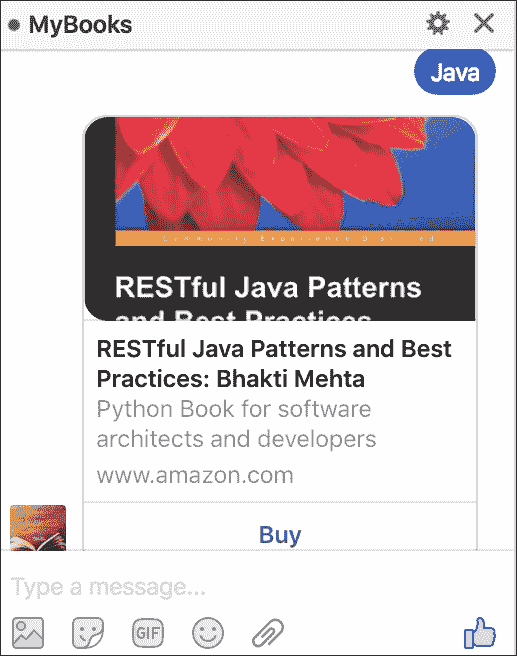 MyBooks
Java
Community Experience Distilled
RESTful Java Patterns
and Best Practices
RESTful Java Patterns and Best
Practices: Bhakti Mehta
Python Book for software
architects and developers
www.amazon.com
Buy
Type a message...
GIF